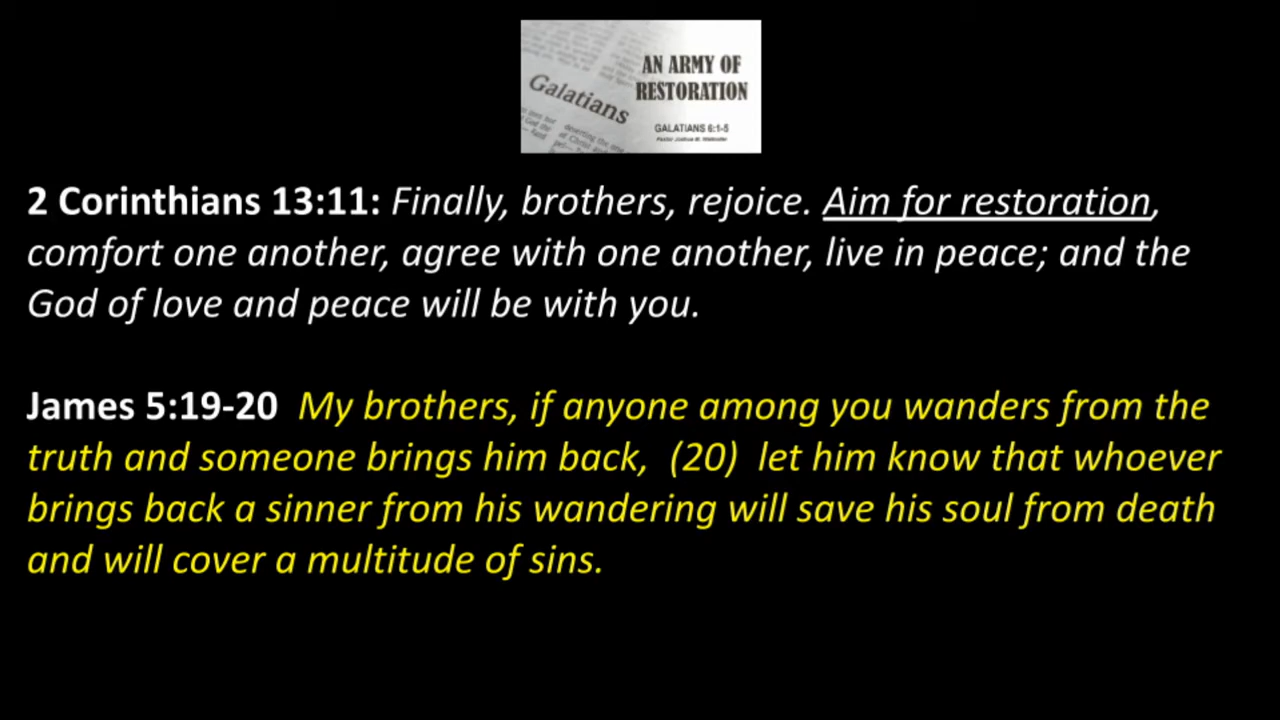 Galatians
AN ARMY OF
RESTORATION
GALATIANS 6:1-5
2 Corinthians 13:11: Finally, brothers, rejoice. Aim for restoration,
comfort one another, agree with one another, live in peace; and the
God of love and peace will be with you.
James 5:19-20 My brothers, if anyone among you wanders from the
truth and someone brings him back, (20) let him know that whoever
brings back a sinner from his wandering will save his soul from death
and will cover a multitude of sins.